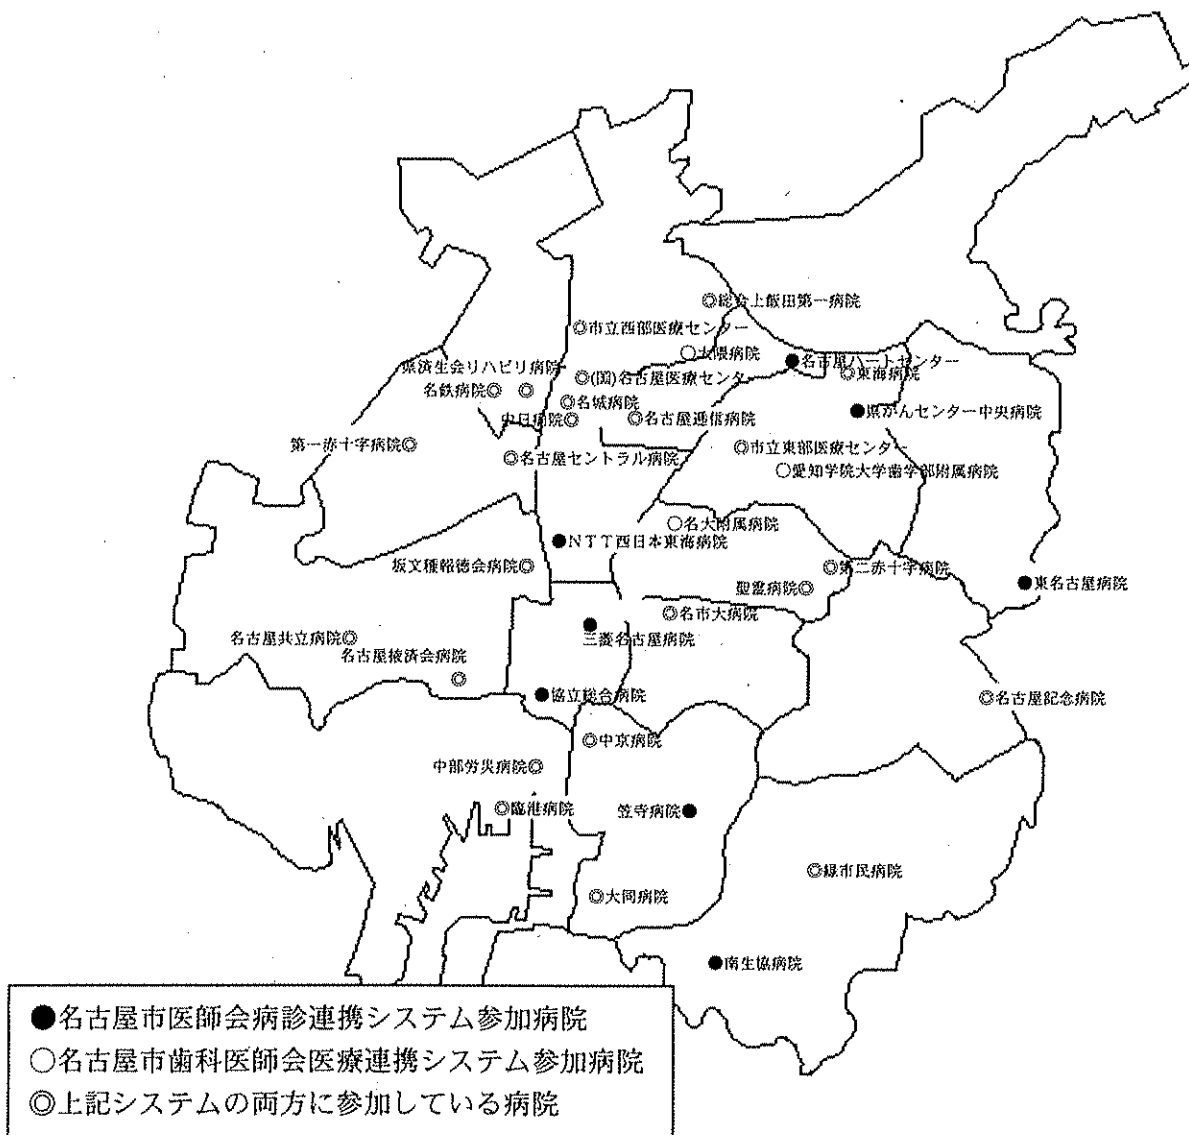 ◎総合上飯田第一病院
◎市立西部医療センター
○大隈病院
●名古屋ハートセンター
県済生会リハビリ病院
◎
◎(国)名古屋医療センター
◎東海病院
名鉄病院◎
◎名城病院
●県がんセンター中央病院
中日病院◎
◎名古屋逓信病院
第一赤十字病院◎
◎市立東部医療センター
◎名古屋セントラル病院
○愛知学院大学歯学部附属病院
○名大附属病院
●NTT西日本東海病院
坂文種報徳会病院◎
◎第二赤十字病院
聖霊病院◎
●東名古屋病院
◎名市大病院
名古屋共立病院◎
●
三菱名古屋病院
名古屋掖済会病院
◎
●協立総合病院
◎名古屋記念病院
◎中京病院
中部労災病院◎
◎臨港病院
笠寺病院●
◎緑市民病院
◎大同病院
●南生協病院
●名古屋市医師会病診連携システム参加病院
○名古屋市歯科医師会医療連携システム参加病院
◎上記システムの両方に参加している病院